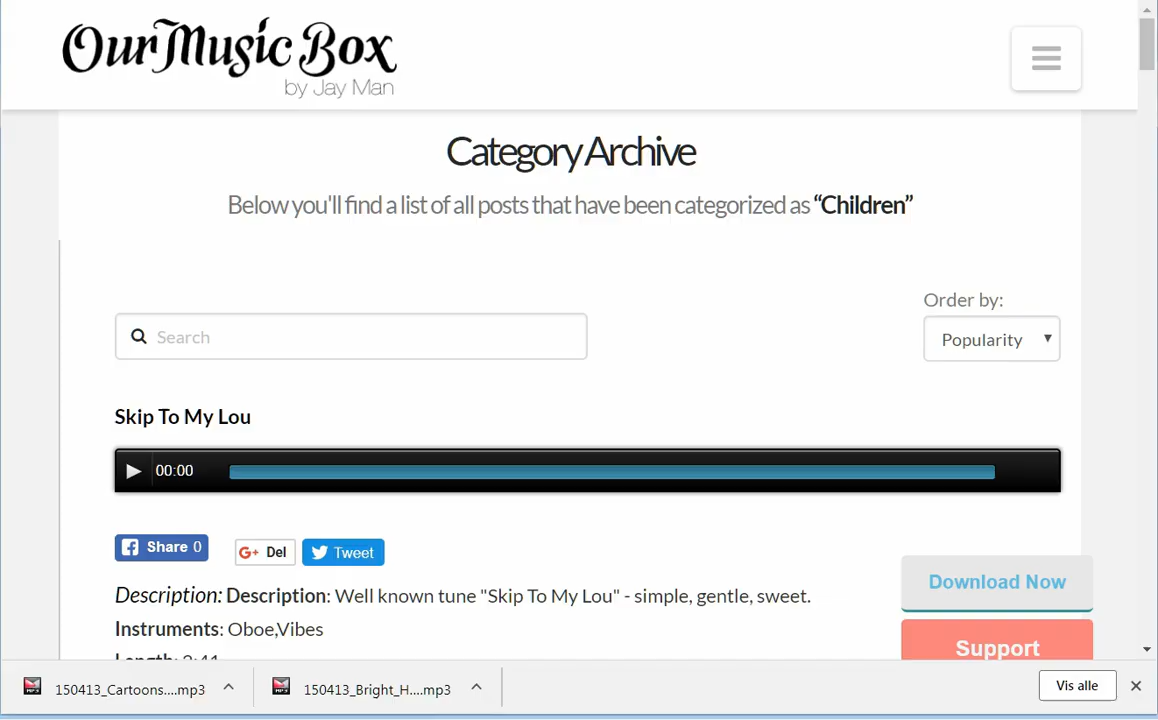 OurMusicBox
by Jay Man
Category Archive
Below you'll find a list of all posts that have been categorized as “Children”
Order by:
Search
Popularity
Skip To My Lou
00:00
Share 0
G+ Del
Tweet
Description: Description: Well known tune "Skip To My Lou" - simple, gentle, sweet.
Download Now
Instruments: Oboe,Vibes
Support
Length: 2:41
150413_Cartoons....mp3
150413_Bright_H....mp3
Vis alle